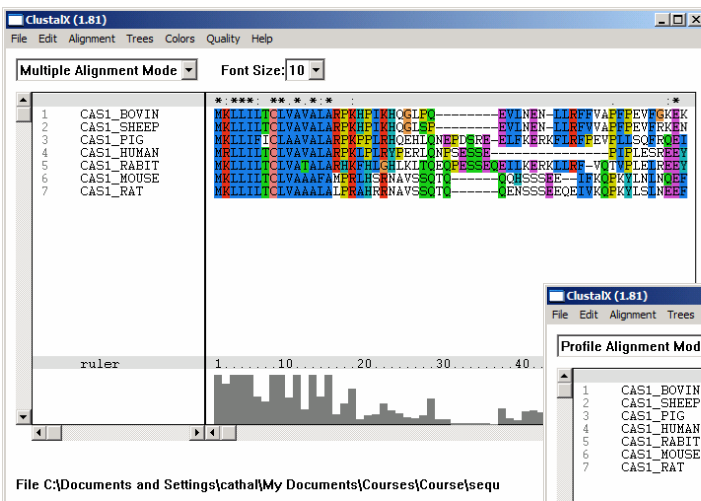 ClustalX (1.81)
File Edit Alignment Trees Colors Quality Help
Multiple Alignment Mode Font Size: 10
*:***: **.*.*:* : . :*
1 CAS1_BOVIN MKLLILTCLVAVALARPKHPIKHQGLPQ--------EVLNEN-LLRFFVAPFPEVFGKEK
2 CAS1_SHEEP MKLLILTCLVAVALARPKHPIKHQGLSP--------EVLNEN-LLRFVVAPFPEVFRKEN
3 CAS1_PIG MKLLIFICLAAVALARPKPPLRHQEHLQNEPDSRE-ELFKERKFLRFPEVPLLSQFRQEI
4 CAS1_HUMAN MRLLILTCLVAVALARPKLPLRYPERLQNPSESSE---------------PIPLESREEY
5 CAS1_RABIT MKLLILTCLVATALARHKFHLGHLKLTQEQPESSEQEILKERKLLRF-VQTVPLELREEY
6 CAS1_MOUSE MKLLILTCLVAAAFAMPRLHSRNAVSSQTQ------QQHSSSEE--IFKQPKYLNLNQEF
7 CAS1_RAT MKLLILTCLVAAALALPRAHRRNAVSSQTQ------QENSSSEEQEIVKQPKYLSLNEEF
ruler 1........10........20........30........40..
File C:\Documents and Settings\cathal\My Documents\Courses\Course\sequ
ClustalX (1.81)
File Edit Alignment Trees
Profile Alignment Mod
1 CAS1_BOVIN
2 CAS1_SHEEP
3 CAS1_PIG
4 CAS1_HUMAN
5 CAS1_RABIT
6 CAS1_MOUSE
7 CAS1_RAT